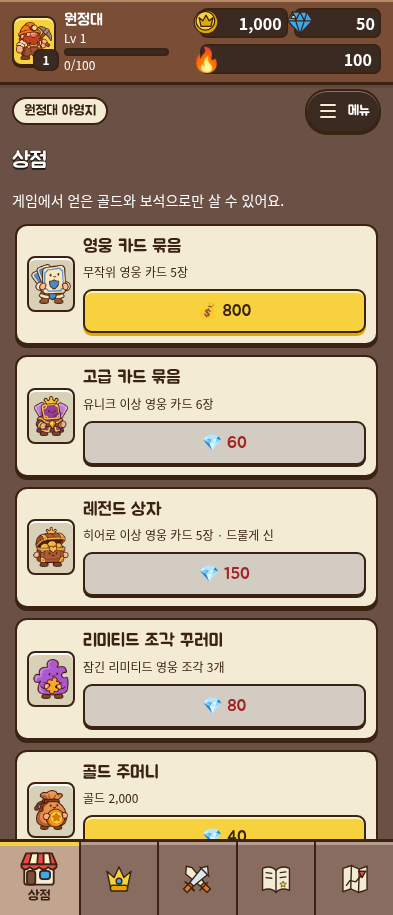 원정대
Lv 1
1
0/100
1,000
50
100
원정대 야영지
메뉴
상점
게임에서 얻은 골드와 보석으로만 살 수 있어요.
영웅 카드 묶음
무작위 영웅 카드 5장
800
고급 카드 묶음
유니크 이상 영웅 카드 6장
60
레전드 상자
히어로 이상 영웅 카드 5장 · 드물게 신
150
리미티드 조각 꾸러미
잠긴 리미티드 영웅 조각 3개
80
골드 주머니
골드 2,000
40
상점